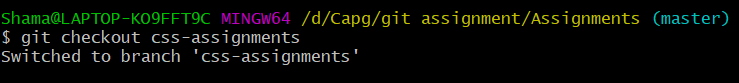 Shama@LAPTOP-KO9FFT9C MINGW64 /d/Capg/git assignment/Assignments (master)
$ git checkout css-assignments
Switched to branch 'css-assignments'